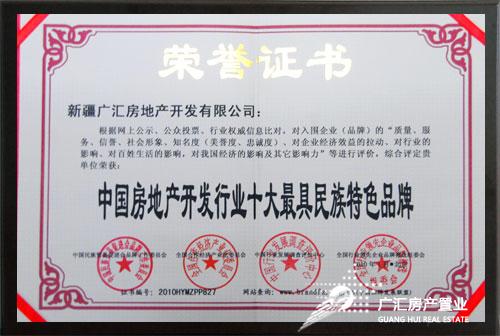 荣誉证书
新疆广汇房地产开发有限公司：
根据网上公示、公众投票、行业权威信息比对，对入围企业（品牌）的“质量、服
务、信誉、社会形象、知名度（美誉度、忠诚度）、对企业经济效益的拉动、对行业的
影响、对百姓生活的影响，对我国经济的影响及其它影响力”等进行评价，综合评定贵
单位荣获：
中国房地产开发行业十大最具民族特色品牌
证书编号：2010HYMZPP827
网站查询：www.brand
广汇房产置业
GUANG HUI REAL ESTATE